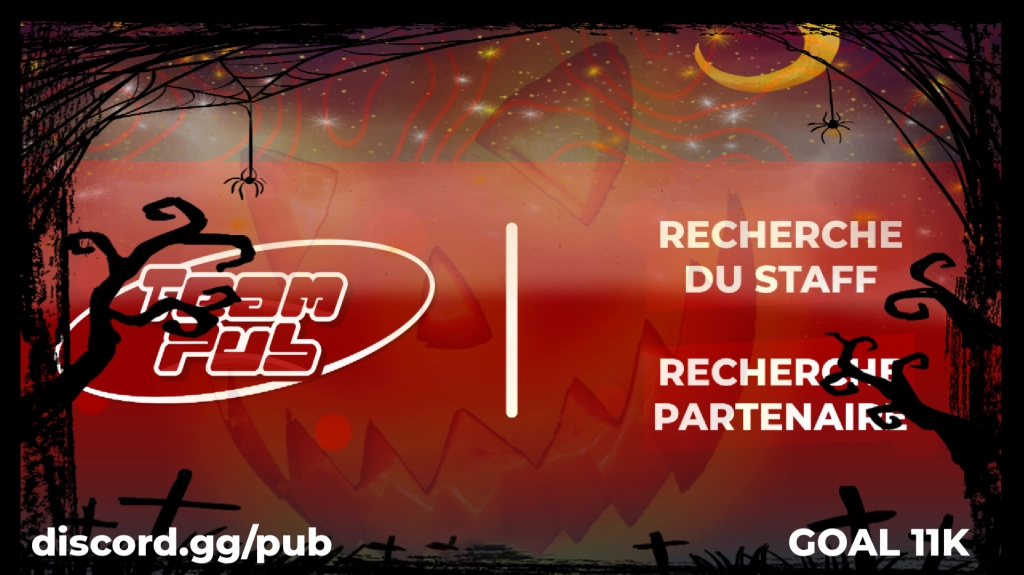 Team
Pub
RECHERCHE
DU STAFF
RECHERCHE
PARTENAIRE
discord.gg/pub
GOAL 11K